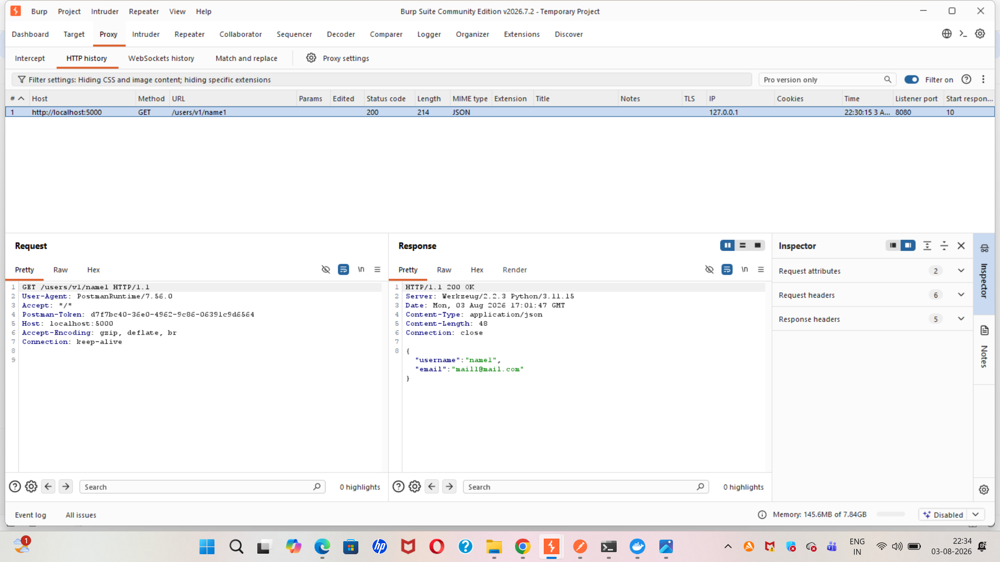 Burp Project Intruder Repeater View Help Burp Suite Community Edition v2026.7.2 - Temporary Project
Dashboard Target Proxy Intruder Repeater Collaborator Sequencer Decoder Comparer Logger Organizer Extensions Discover
Intercept HTTP history WebSockets history Match and replace Proxy settings
Filter settings: Hiding CSS and image content; hiding specific extensions Pro version only Filter on
# Host Method URL Params Edited Status code Length MIME type Extension Title Notes TLS IP Cookies Time Listener port Start respon...
1 http://localhost:5000 GET /users/v1/name1 200 214 JSON 127.0.0.1 22:30:15 3 A... 8080 10
Request
Pretty Raw Hex \n
1 GET /users/v1/name1 HTTP/1.1
2 User-Agent: PostmanRuntime/7.56.0
3 Accept: */*
4 Postman-Token: d7f7bc40-36e0-4962-9c86-06391c9d6564
5 Host: localhost:5000
6 Accept-Encoding: gzip, deflate, br
7 Connection: keep-alive
8
9
Search 0 highlights
Response
Pretty Raw Hex Render \n
1 HTTP/1.1 200 OK
2 Server: Werkzeug/2.2.3 Python/3.11.15
3 Date: Mon, 03 Aug 2026 17:01:47 GMT
4 Content-Type: application/json
5 Content-Length: 48
6 Connection: close
7
8 {
"username":"name1",
"email":"mail1@mail.com"
}
Search 0 highlights
Inspector
Request attributes 2
Request headers 6
Response headers 5
Inspector
Notes
Event log All issues Memory: 145.6MB of 7.84GB Disabled
1 hp ENG 22:34
IN 03-08-2026